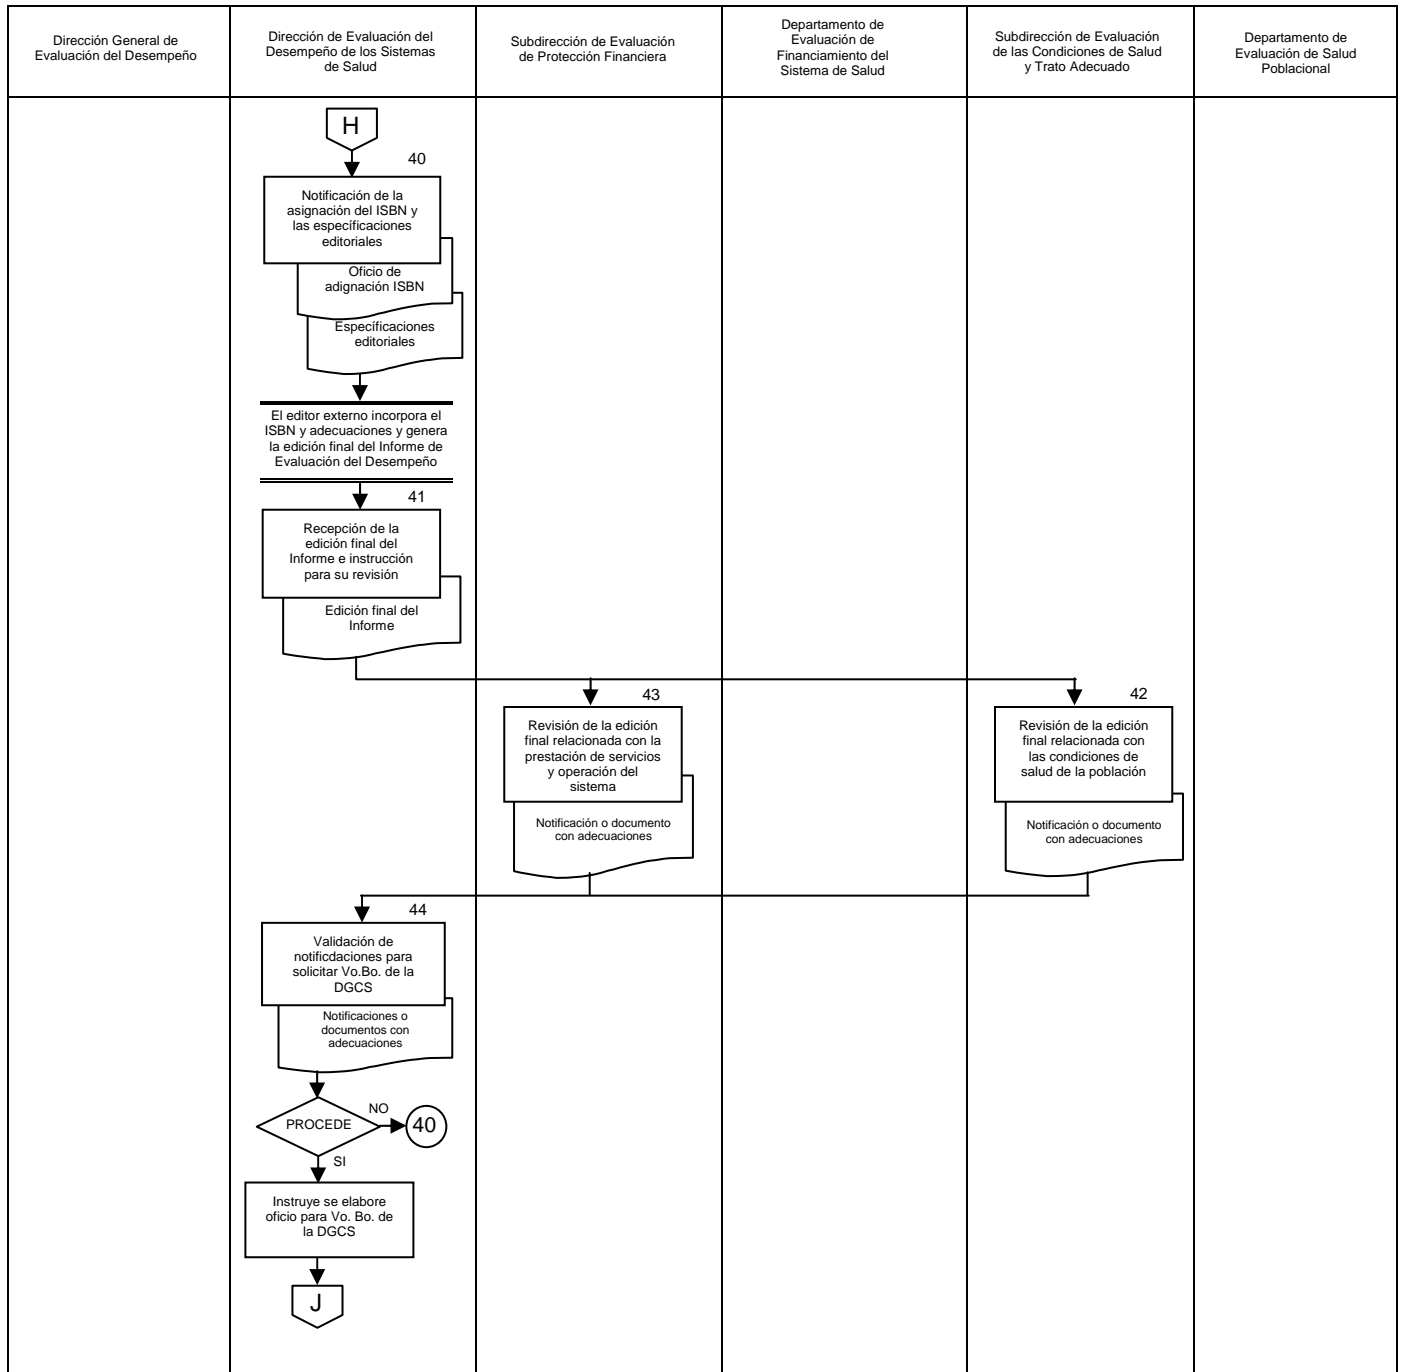 Dirección General de
Evaluación del Desempeño
Dirección de Evaluación del
Desempeño de los Sistemas
de Salud
Subdirección de Evaluación
de Protección Financiera
Departamento de
Evaluación de
Financiamiento del
Sistema de Salud
Subdirección de Evaluación
de las Condiciones de Salud
y Trato Adecuado
Departamento de
Evaluación de Salud
Poblacional
H
40
Notificación de la
asignación del ISBN y
las específicaciones
editoriales
Oficio de
adignación ISBN
Específicaciones
editoriales
El editor externo incorpora el
ISBN y adecuaciones y genera
la edición final del Informe de
Evaluación del Desempeño
41
Recepción de la
edición final del
Informe e instrucción
para su revisión
Edición final del
Informe
43
Revisión de la edición
final relacionada con la
prestación de servicios
y operación del
sistema
Notificación o documento
con adecuaciones
42
Revisión de la edición
final relacionada con
las condiciones de
salud de la población
Notificación o documento
con adecuaciones
44
Validación de
notificdaciones para
solicitar Vo.Bo. de la
DGCS
Notificaciones o
documentos con
adecuaciones
PROCEDE
NO
40
SI
Instruye se elabore
oficio para Vo. Bo. de
la DGCS
J